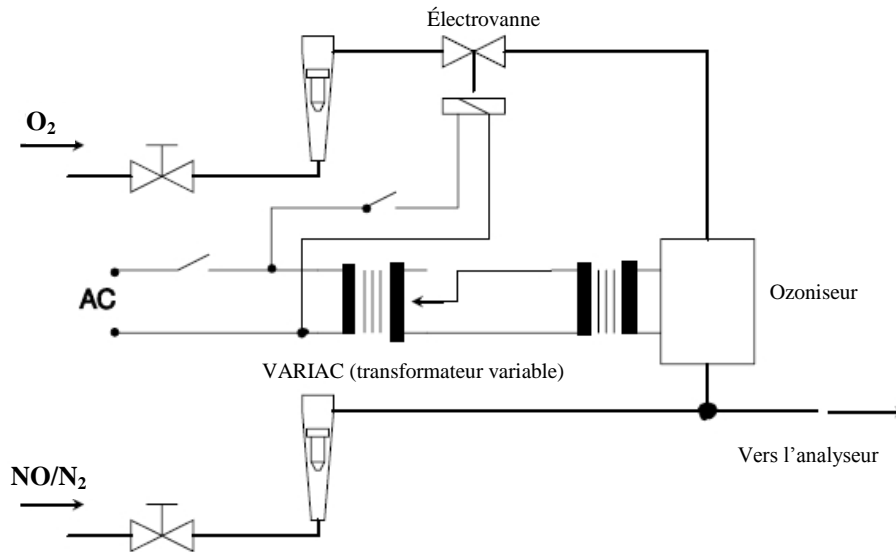 Électrovanne
O₂
AC
Ozoniseur
VARIAC (transformateur variable)
Vers l’analyseur
NO/N₂